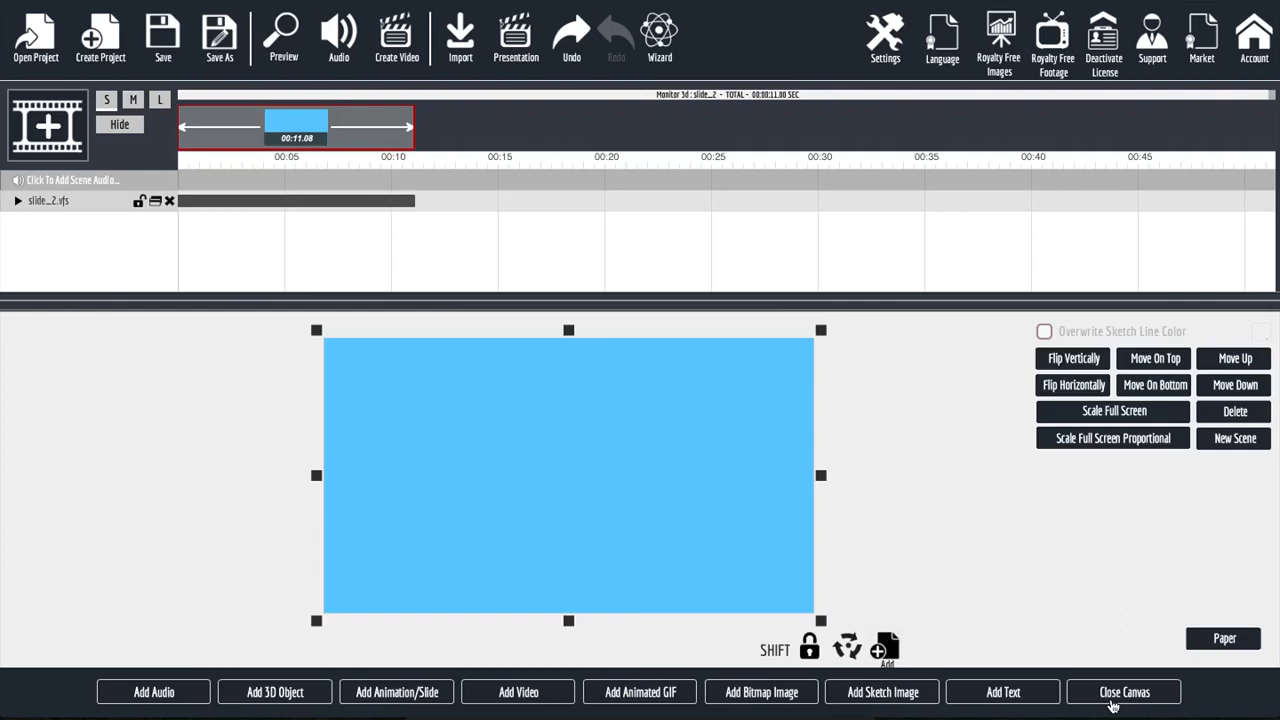 Open Project Create Project Save Save As Preview Audio Create Video Import Presentation Undo Redo Wizard Settings Language Royalty Free Images Royalty Free Footage Deactivate License Support Market Account
Monitor 3d : slide_2 - TOTAL - 00:00:11.00 SEC
S M L
Hide
00:11.08
00:05 00:10 00:15 00:20 00:25 00:30 00:35 00:40 00:45
Click To Add Scene Audio...
slide_2.vfs
Overwrite Sketch Line Color
Flip Vertically Move On Top Move Up
Flip Horizontally Move On Bottom Move Down
Scale Full Screen Delete
Scale Full Screen Proportional New Scene
Paper
SHIFT
Add
Add Audio Add 3D Object Add Animation/Slide Add Video Add Animated GIF Add Bitmap Image Add Sketch Image Add Text Close Canvas